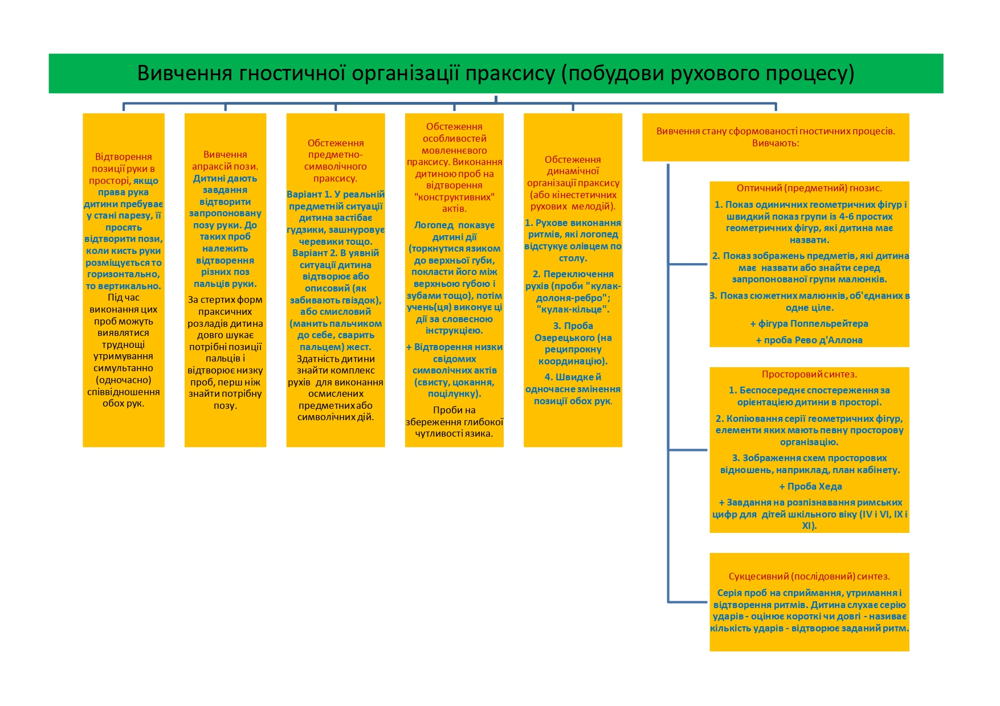 Вивчення гностичної організації праксису (побудови рухового процесу)
Відтворення
позиції руки в
просторі, якщо
права рука
дитини пребуває
у стані парезу, її
просять
відтворити пози,
коли кисть руки
розміщується то
горизонтально,
то вертикально.
Під час
виконання цих
проб можуть
виявлятися
труднощі
утримування
симультанно
(одночасно)
співвідношення
обох рук.
Вивчення
апраксій пози.
Дитині дають
завдання
відтворити
запропоновану
позу руки. До
таких проб
належить
відтворення
різних поз
пальців руки.
За стертих форм
праксичних
розладів дитина
довго шукає
потрібні позиції
пальців і
відтворює низку
проб, перш ніж
знайти потрібну
позу.
Обстеження
предметно-
символічного
праксису.
Варіант 1. У реальній
предметній ситуації
дитина застібає
гудзики, зашнуровує
черевики тощо.
Варіант 2. В уявній
ситуації дитина
відтворює або
описовий (як
забивають гвіздок),
або смисловий
(манить пальчиком
до себе, сварить
пальцем) жест.
Здатність дитини
знайти комплекс
рухів  для виконання
осмислених
предметних або
символічних дій.
Обстеження
особливостей
мовленнєвого
праксису. Виконання
дитиною проб на
відтворення
"конструктивних"
актів.
Логопед  показує
дитині дії
(торкнутися язиком
до верхньої губи,
покласти його між
верхньою губою і
зубами тощо), потім
учень(ця) виконує ці
дії за словесною
інструкцією.
+ Відтворення низки
свідомих
символічних актів
(свисту, цокання,
поцілунку).
Проби на
збереження глибокої
чутливості язика.
Обстеження
динамічної
організації праксису
(або кінестетичних
рухових  мелодій).
1. Рухове виконання
ритмів, які логопед
відстукує олівцем по
столу.
2. Переключення
рухів (проби "кулак-
долоня-ребро";
"кулак-кільце".
3. Проба
Озерецького (на
реципрокну
координацію).
4. Швидке й
одночасне змінення
позиції обох рук.
Вивчення стану сформованості гностичних процесів.
Вивчають:
Оптичний (предметний) гнозис.
1. Показ одиничних геометричних фігур і
швидкий показ групи із 4-6 простих
геометричних фігур, які дитина має
назвати.
2. Показ зображень предметів, які дитина
має  назвати або знайти серед
запропонованої групи малюнків.
3. Показ сюжетних малюнків, об'єднаних в
одне ціле.
+ фігура Поппельрейтера
+ проба Рево д'Аллона
Просторовий синтез.
1. Беспосереднє спостереження за
орієнтацією дитини в просторі.
2. Копіювання серії геометричних фігур,
елементи яких мають певну просторову
організацію.
3. Зображення схем просторових
відношень, наприклад, план кабінету.
+ Проба Хеда
+ Завдання на розпізнавання римських
цифр для  дітей шкільного віку (IV і VI, IX і
XI).
Сукцесивний (послідовний) синтез.
Серія проб на сприймання, утримання і
відтворення ритмів. Дитина слухає серію
ударів - оцінює короткі чи довгі - називає
кількість ударів - відтворює заданий ритм.